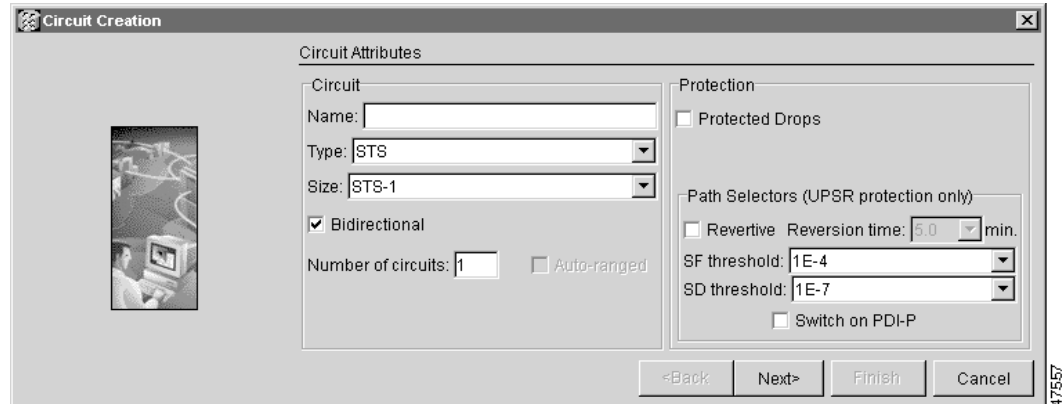 Circuit Creation
Circuit Attributes
Circuit
Name:
Type: STS
Size: STS-1
Bidirectional
Number of circuits: 1 Auto-ranged
Protection
Protected Drops
Path Selectors (UPSR protection only)
Revertive Reversion time: 5.0 min.
SF threshold: 1E-4
SD threshold: 1E-7
Switch on PDI-P
<Back Next> Finish Cancel
47557